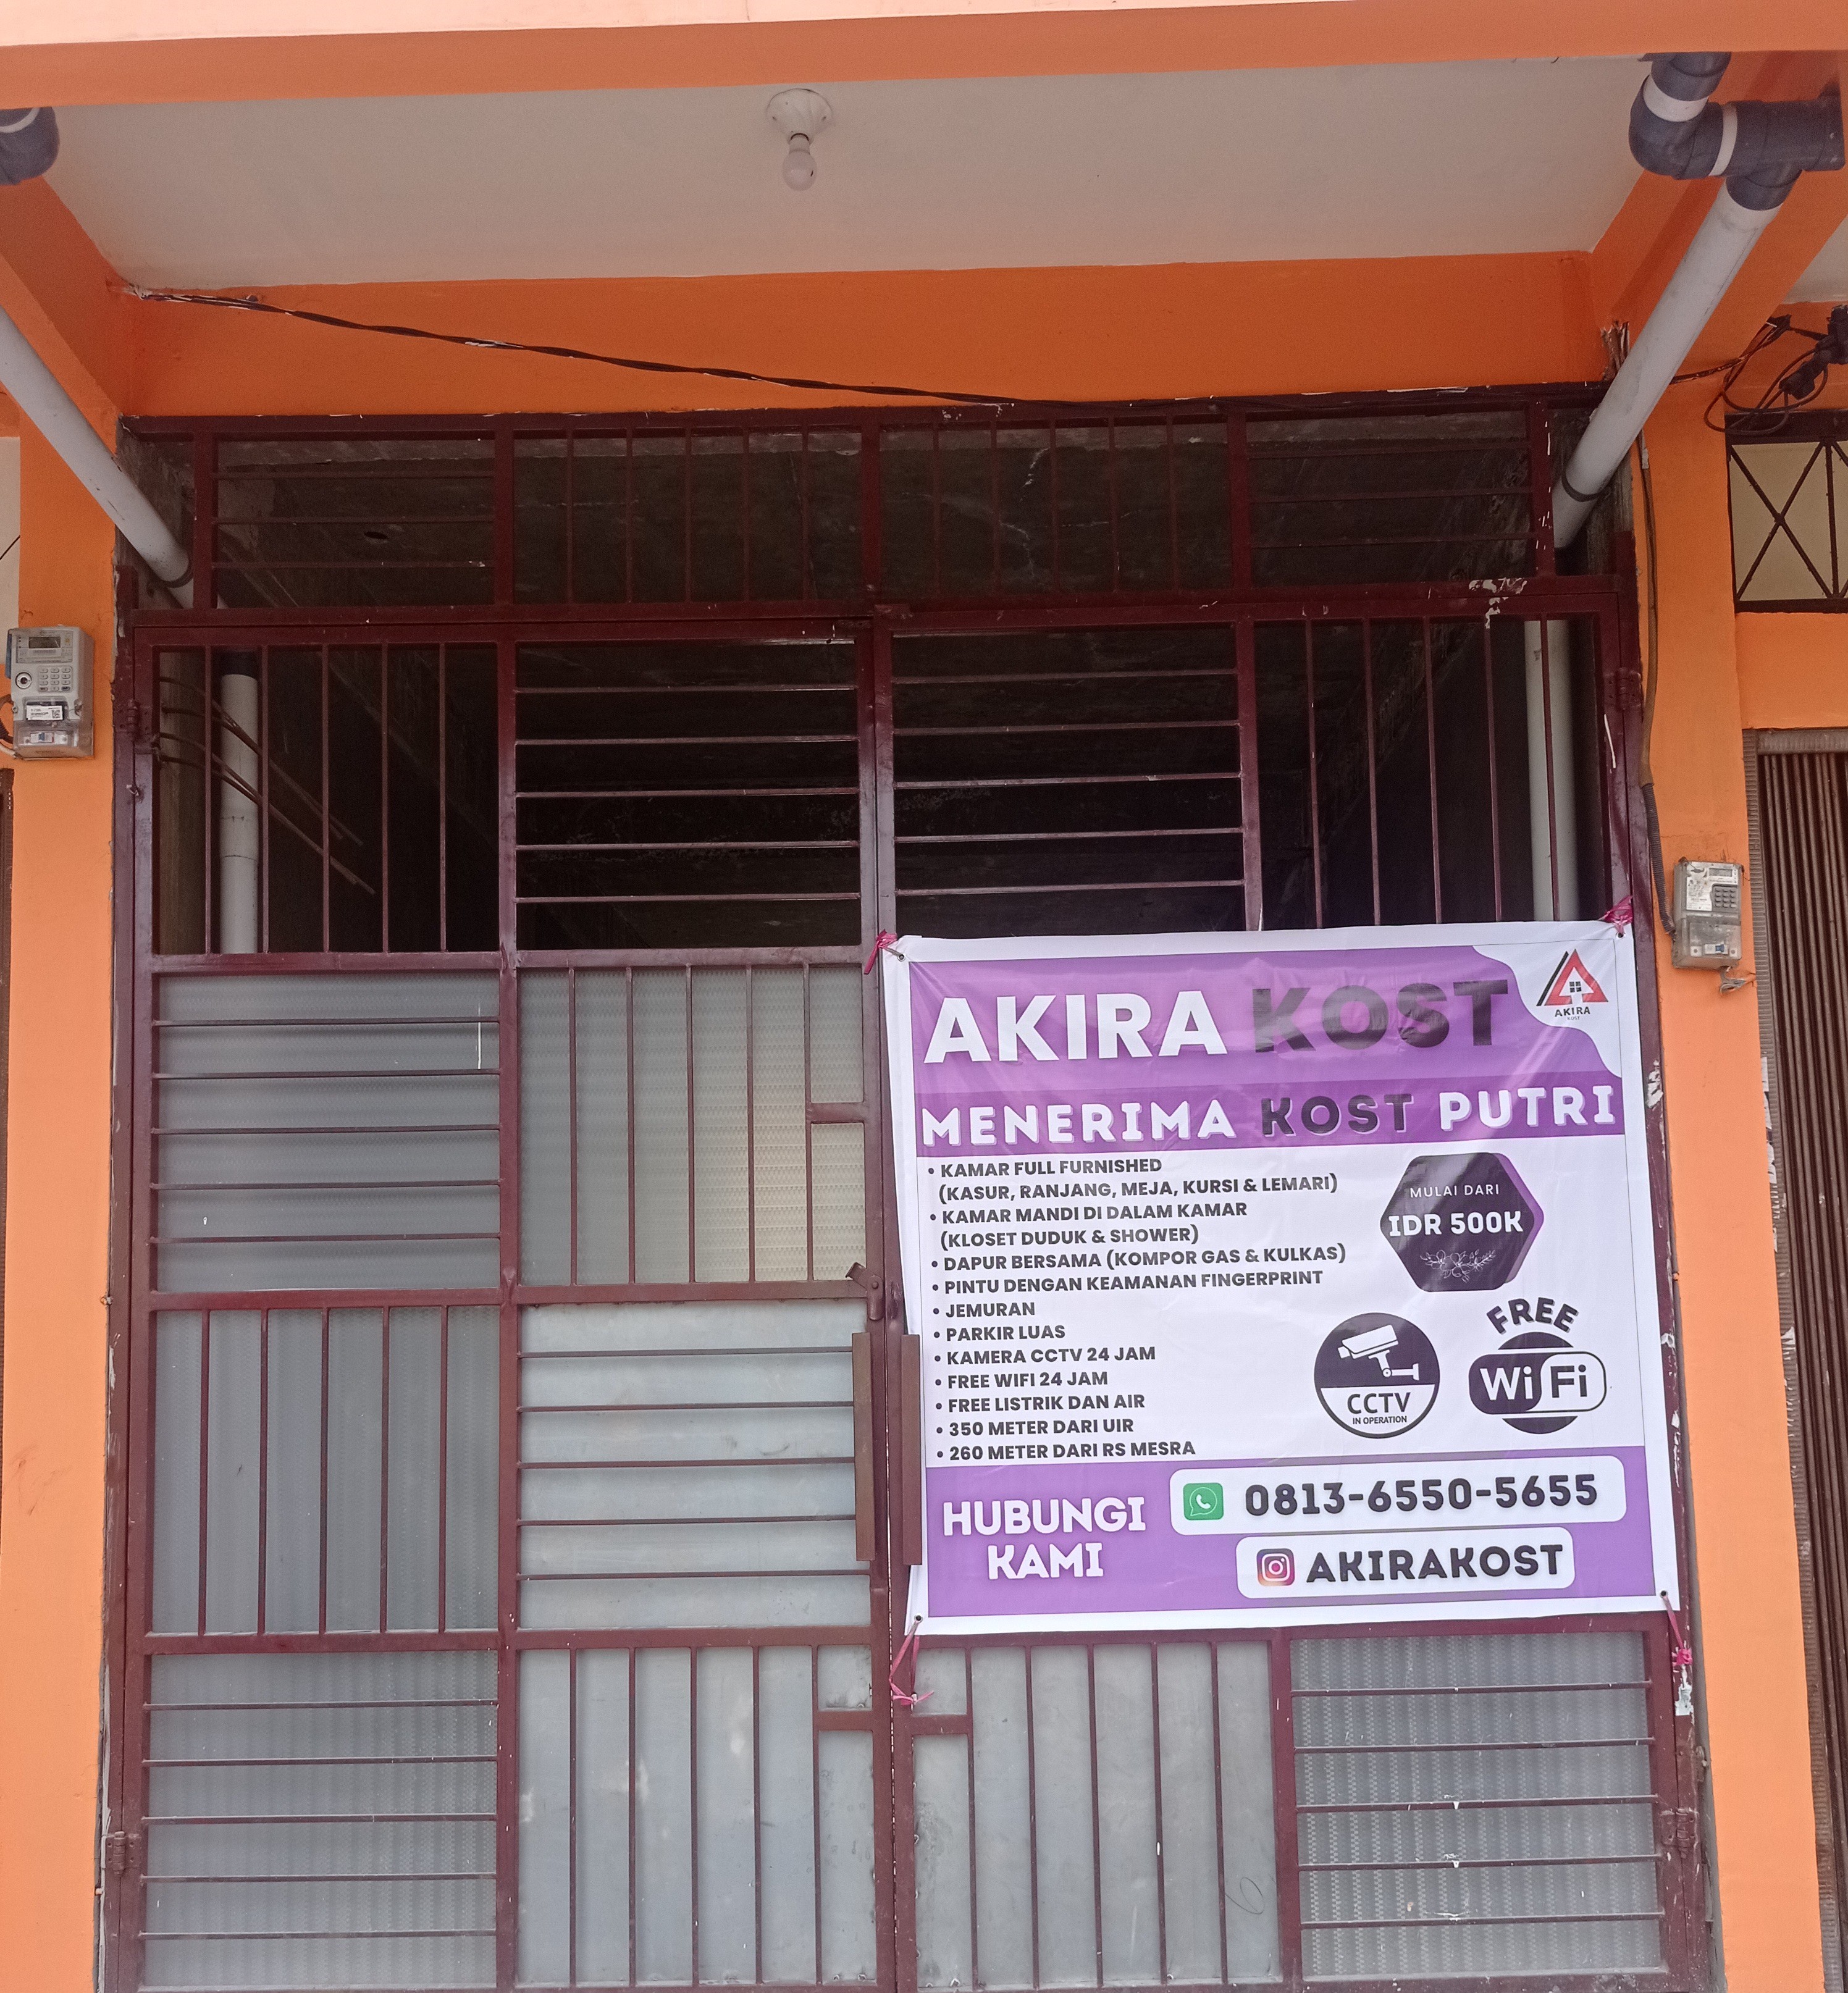 AKIRA KOST
AKIRA
KOST
MENERIMA KOST PUTRI
• KAMAR FULL FURNISHED
(KASUR, RANJANG, MEJA, KURSI & LEMARI)
• KAMAR MANDI DI DALAM KAMAR
(KLOSET DUDUK & SHOWER)
• DAPUR BERSAMA (KOMPOR GAS & KULKAS)
• PINTU DENGAN KEAMANAN FINGERPRINT
• JEMURAN
• PARKIR LUAS
• KAMERA CCTV 24 JAM
• FREE WIFI 24 JAM
• FREE LISTRIK DAN AIR
• 350 METER DARI UIR
• 260 METER DARI RS MESRA
MULAI DARI
IDR 500K
CCTV
IN OPERATION
FREE
WiFi
HUBUNGI
KAMI
0813-6550-5655
AKIRAKOST